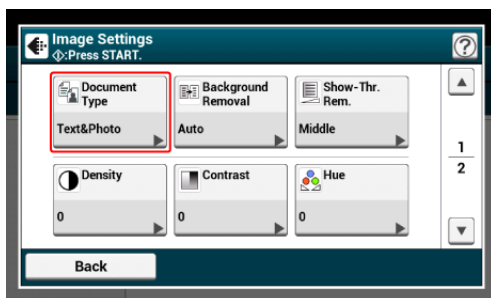 Image Settings
:Press START.
?
Document
Type
Text&Photo
Background
Removal
Auto
Show-Thr.
Rem.
Middle
Density
0
Contrast
0
Hue
0
1
2
Back